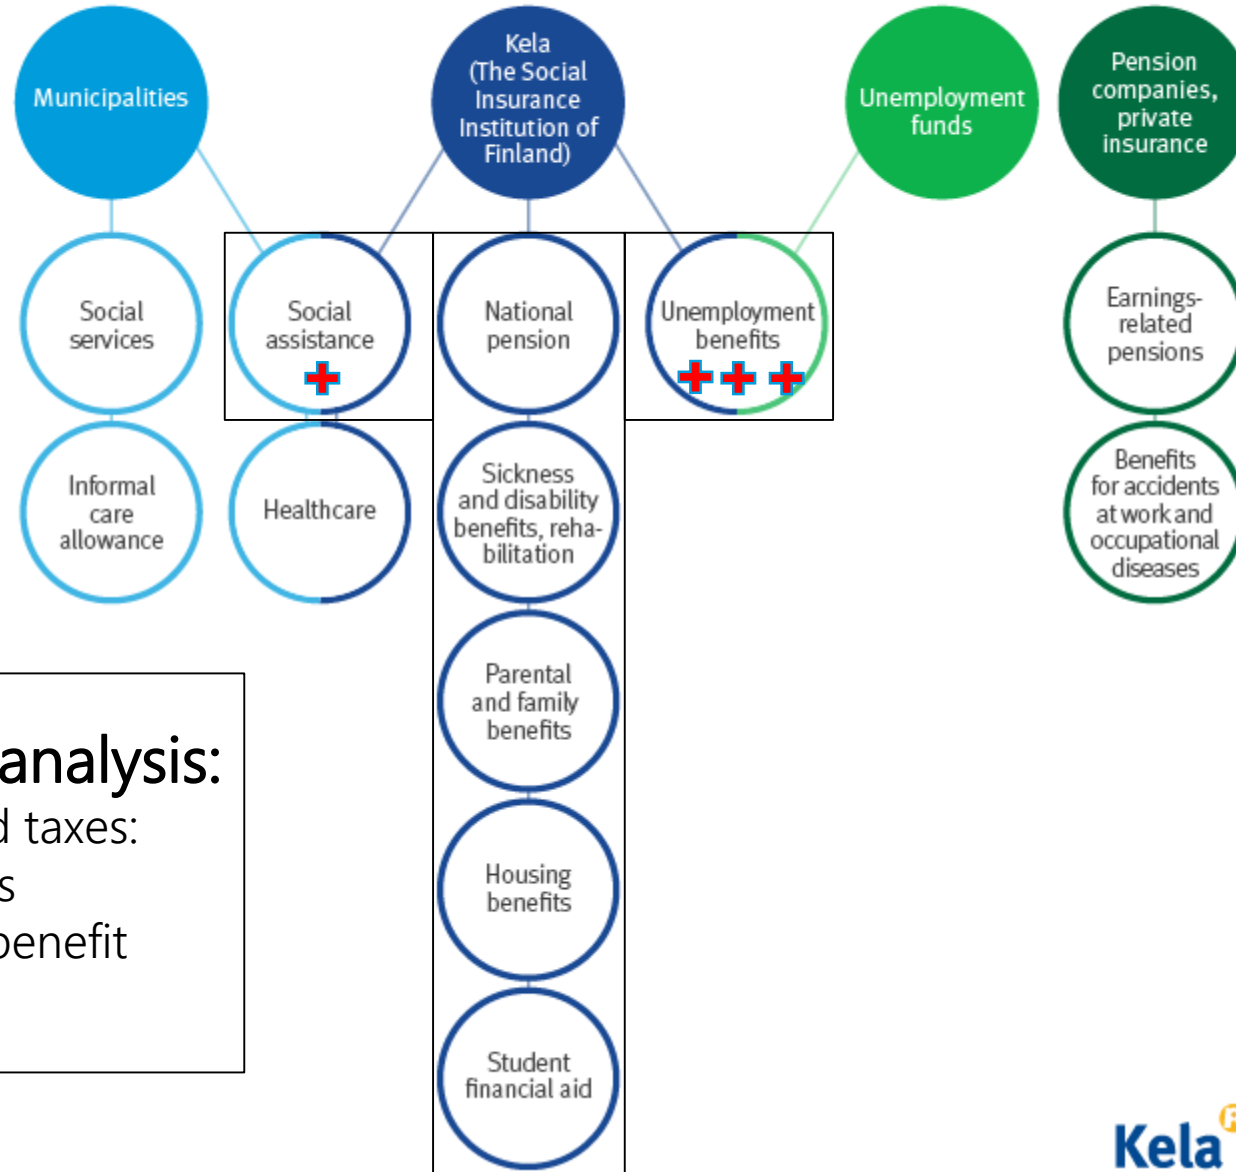 Municipalities
Kela
(The Social
Insurance
Institution of
Finland)
Unemployment
funds
Pension
companies,
private
insurance
Social
services
Social
assistance
National
pension
Unemployment
benefits
Earnings-
related
pensions
Informal
care
allowance
Healthcare
Sickness
and disability
benefits, reha-
bilitation
Benefits
for accidents
at work and
occupational
diseases
Parental
and family
benefits
Housing
benefits
Student
financial aid
analysis:
taxes:
benefit
Kela